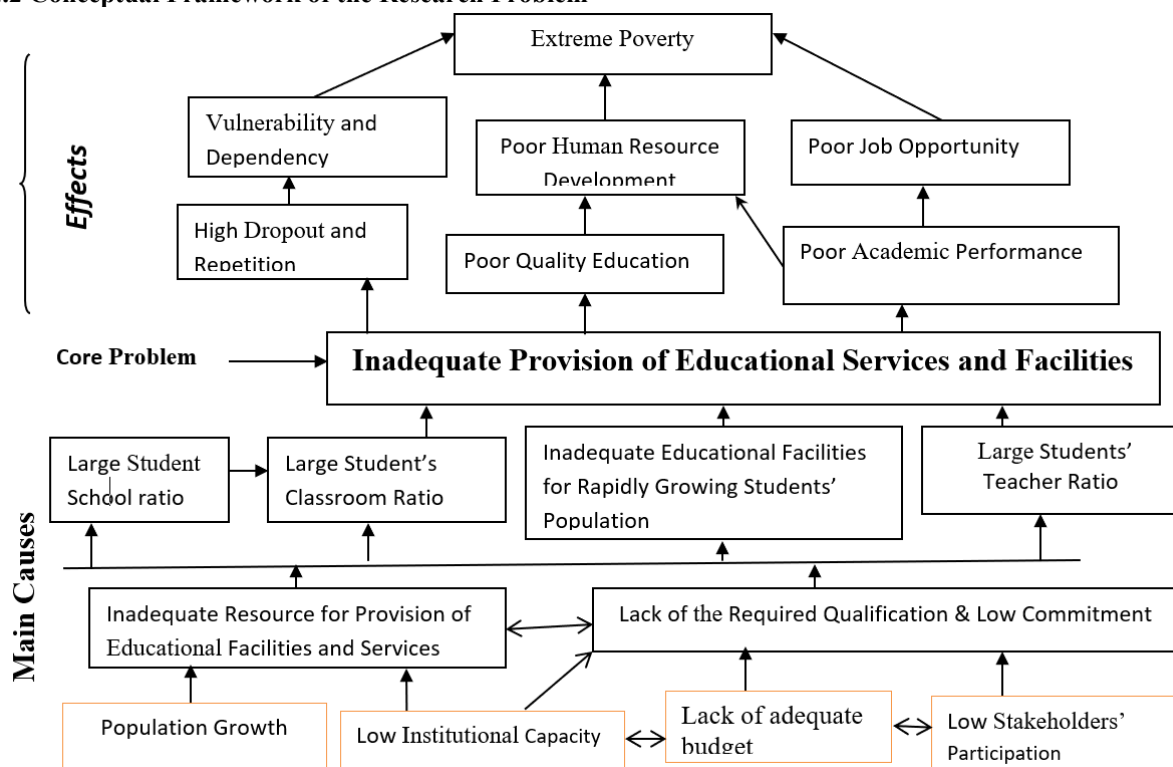 .2 Conceptual Framework of the Research Problem
Extreme Poverty
Vulnerability and
Dependency
Poor Human Resource
Development
Poor Job Opportunity
Effects
High Dropout and
Repetition
Poor Quality Education
Poor Academic Performance
Core Problem
Inadequate Provision of Educational Services and Facilities
Large Student
School ratio
Large Student’s
Classroom Ratio
Inadequate Educational Facilities
for Rapidly Growing Students’
Population
Large Students’
Teacher Ratio
Main Causes
Inadequate Resource for Provision of
Educational Facilities and Services
Lack of the Required Qualification & Low Commitment
Population Growth
Low Institutional Capacity
Lack of adequate
budget
Low Stakeholders’
Participation